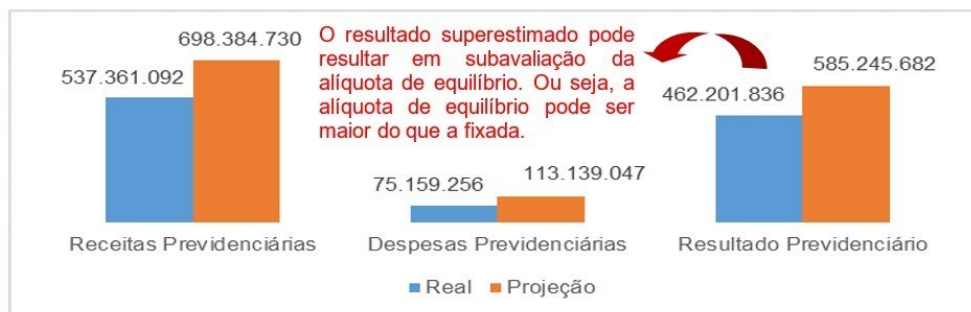 698.384.730
537.361.092
O resultado superestimado pode
resultar em subavaliação da
alíquota de equilíbrio. Ou seja, a
alíquota de equilíbrio pode ser
maior do que a fixada.
585.245.682
462.201.836
75.159.256
113.139.047
Receitas Previdenciárias
Despesas Previdenciárias
Resultado Previdenciário
Real
Projeção